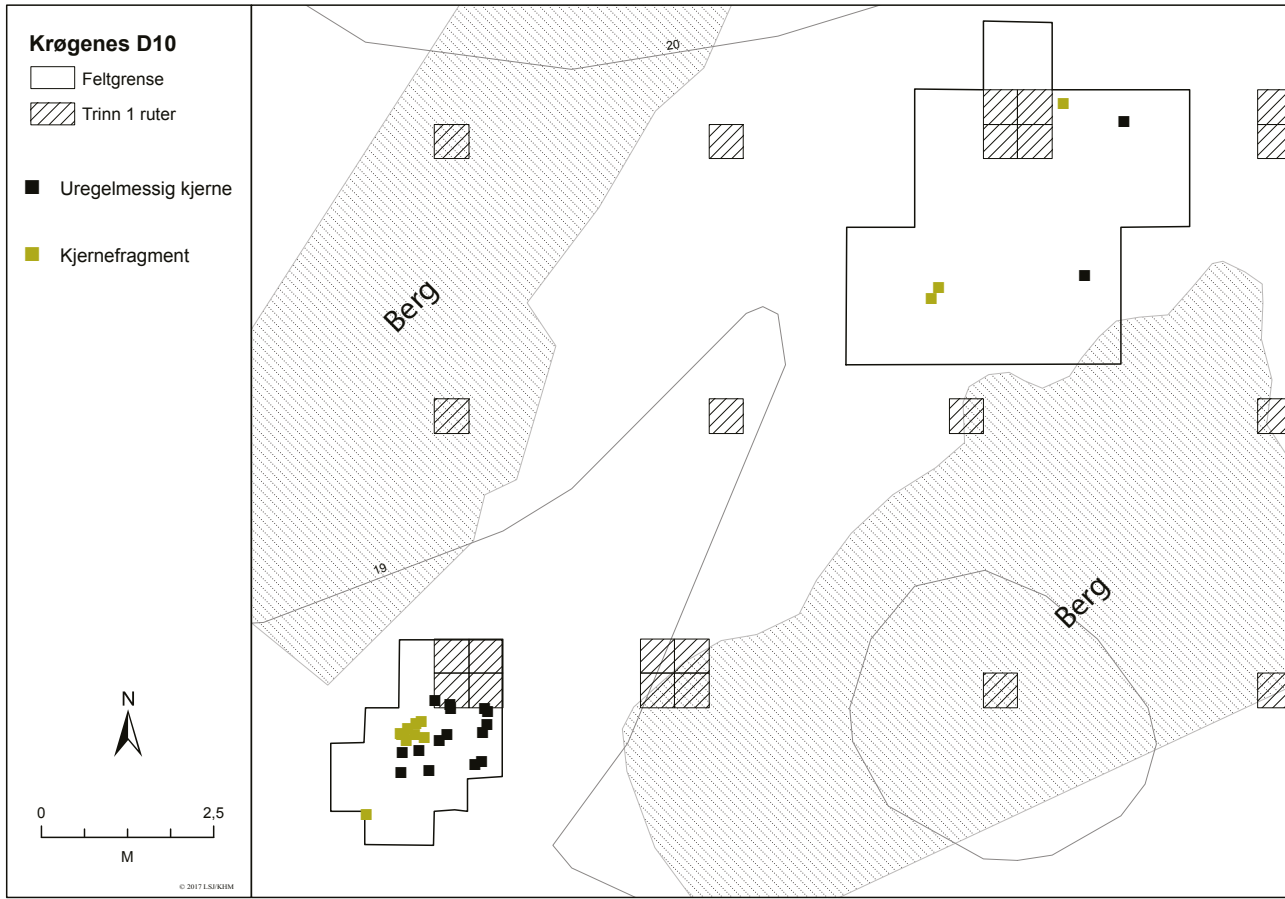 Krøgenes D10
Feltgrense
Trinn 1 ruter
Uregelmessig kjerne
Kjernefragment
N
0 2,5
M
© 2017 LSJ/KHM
20
Berg
19
Berg